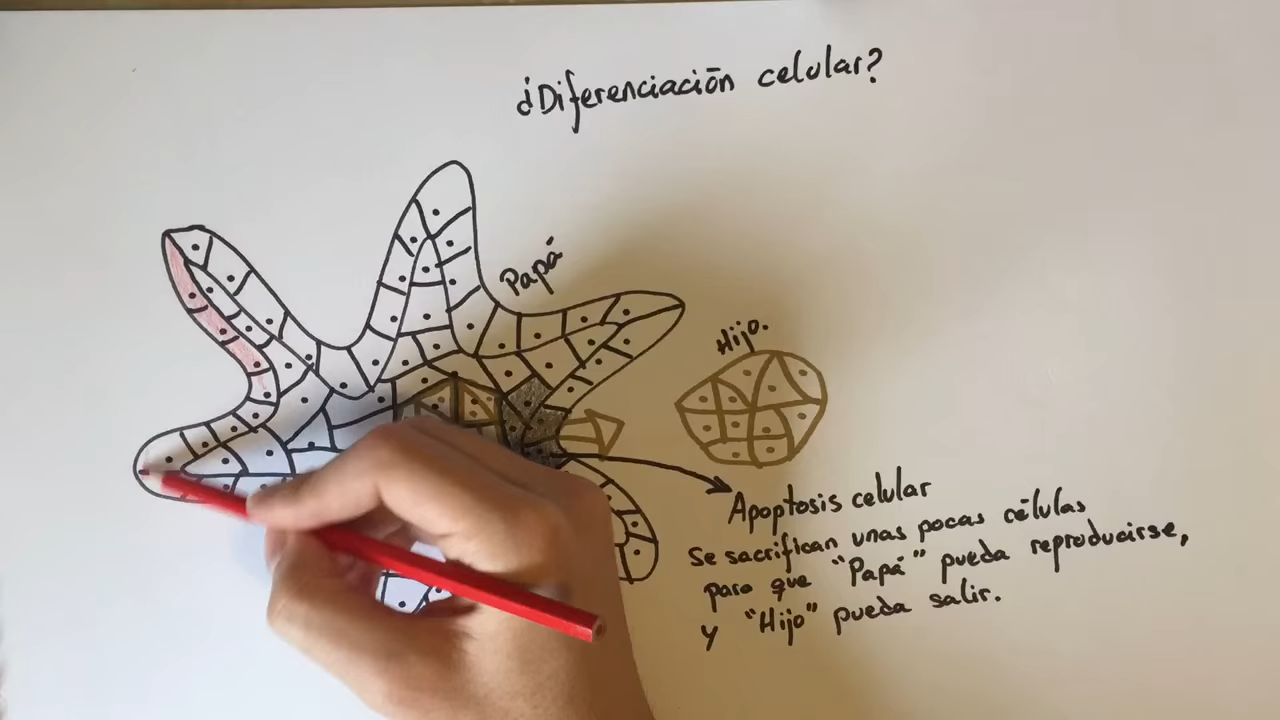 ¿Diferenciación celular?
Papá
Hijo.
Apoptosis celular
Se sacrifican unas pocas células
para que "Papá" pueda reproducirse,
y "Hijo" pueda salir.